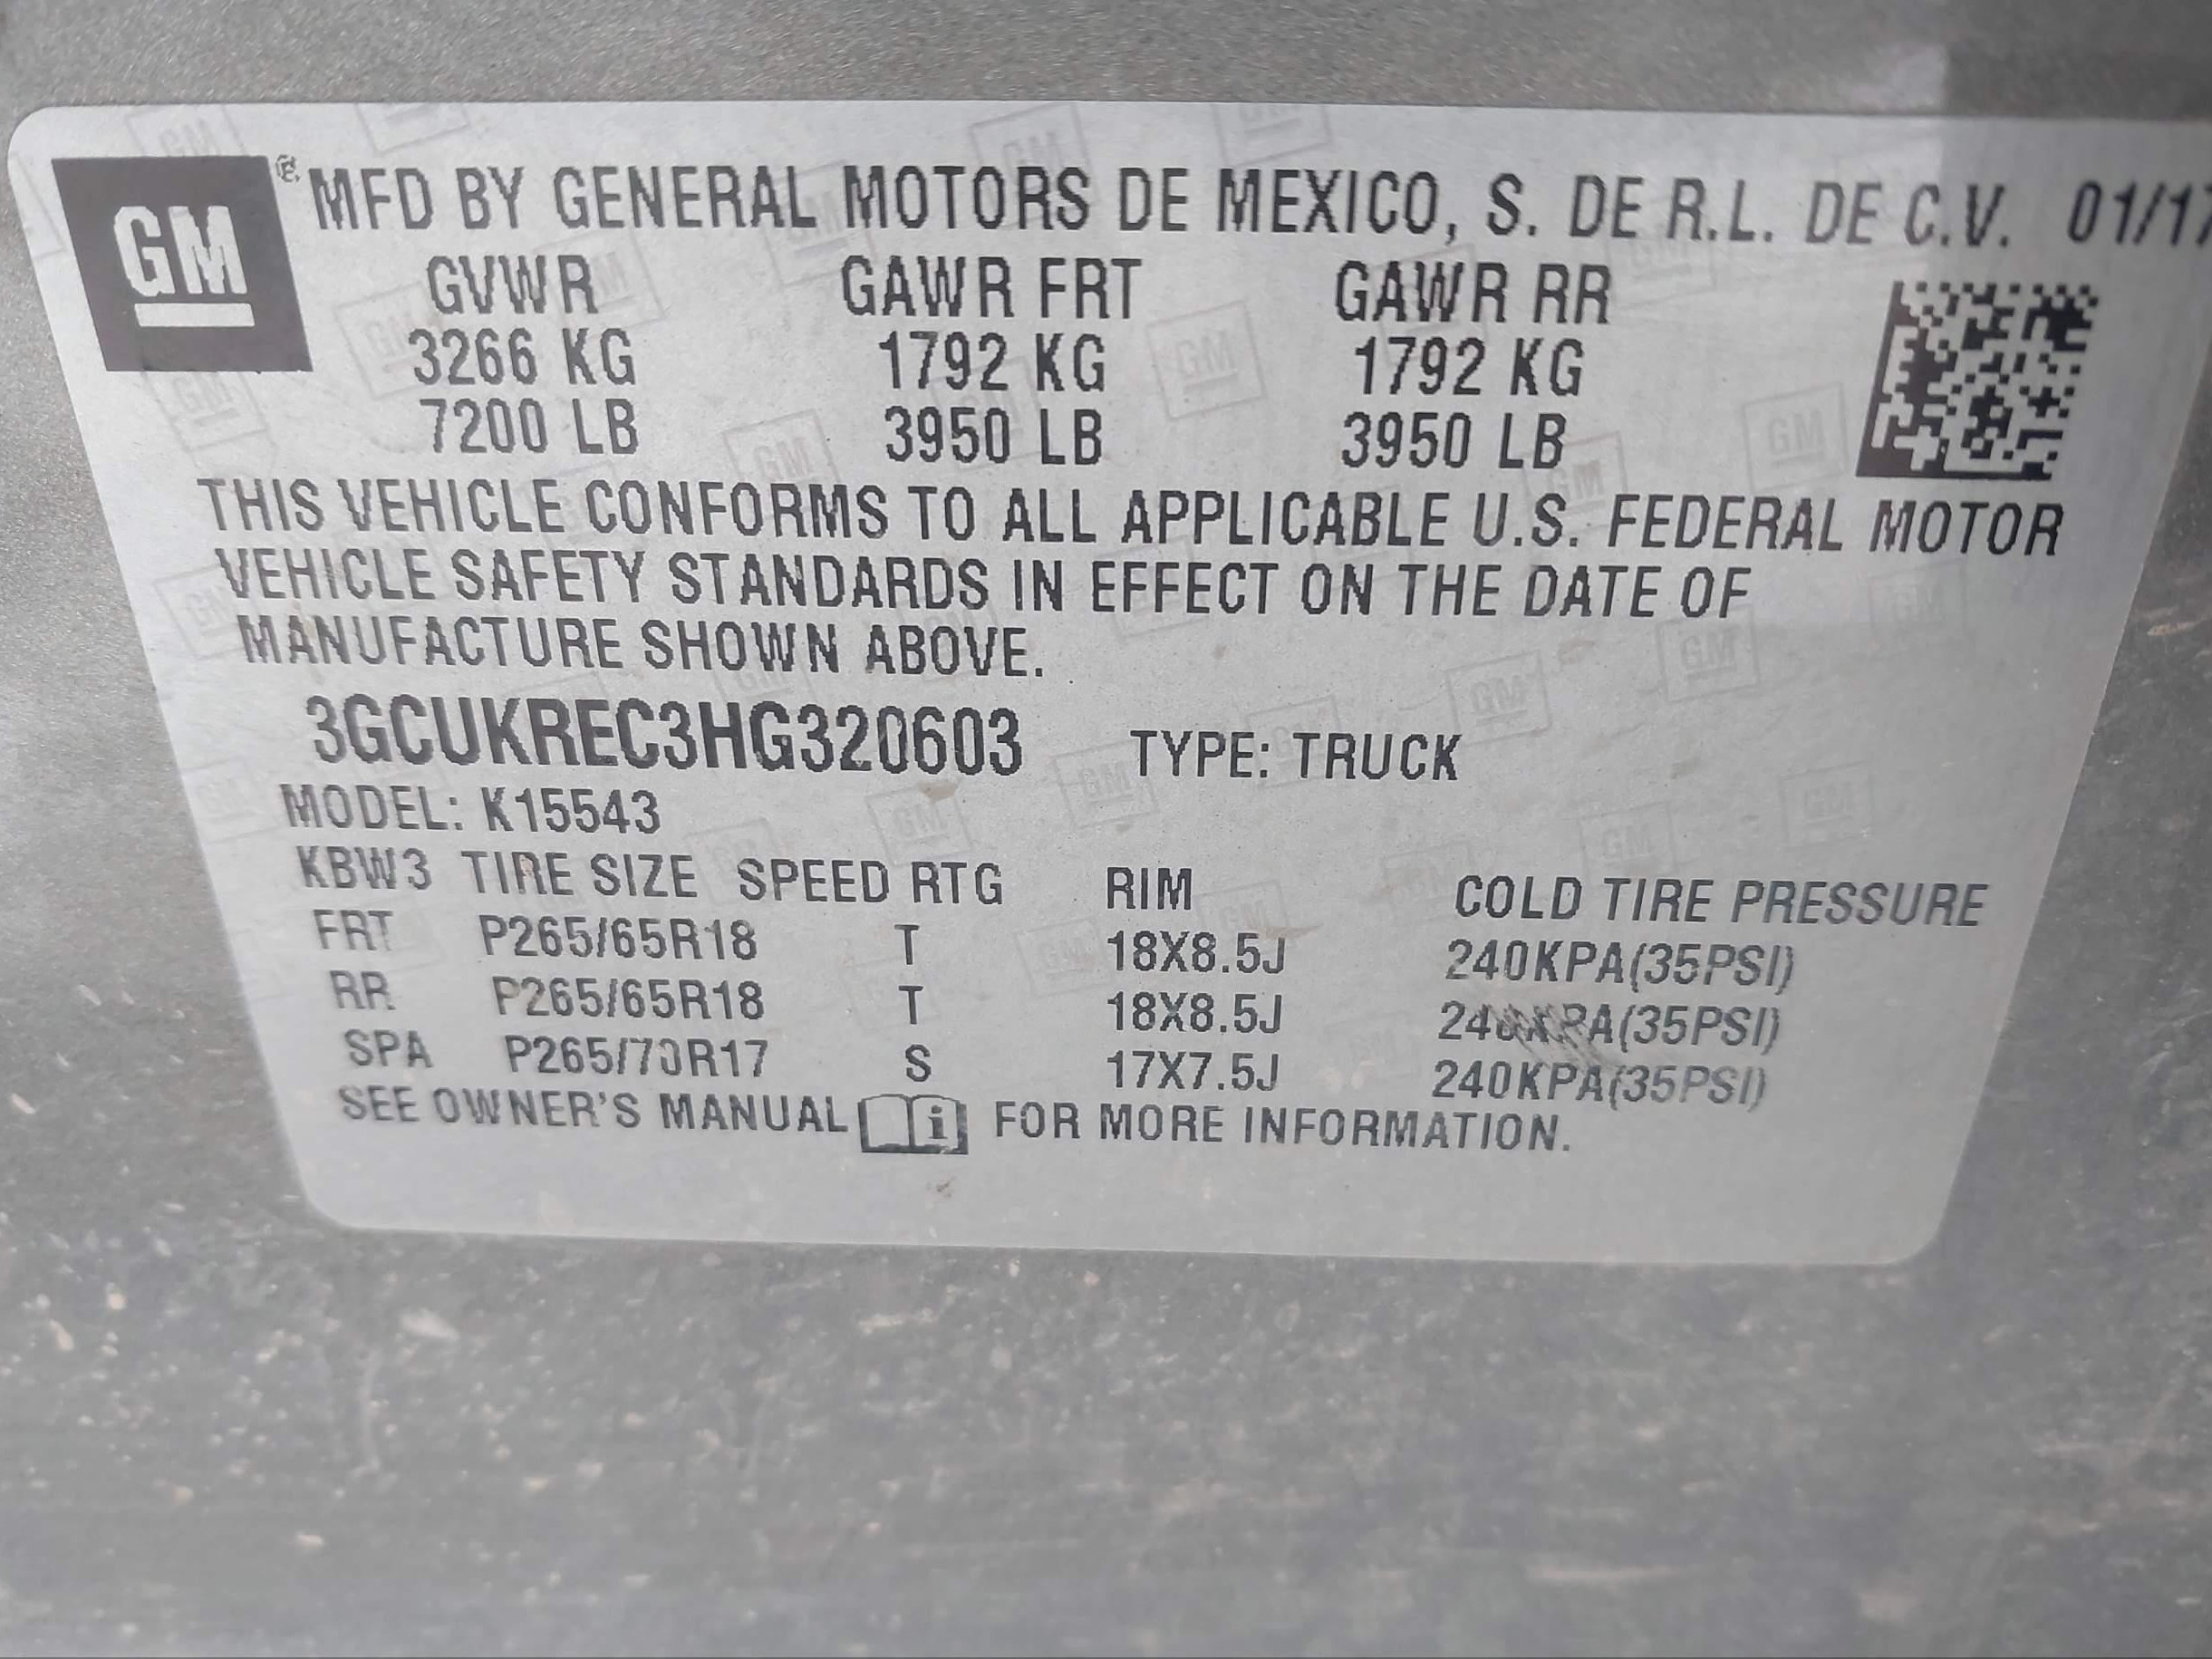 GM
MFD BY GENERAL MOTORS DE MEXICO, S. DE R.L. DE C.V. 01/17
GVWR GAWR FRT GAWR RR
3266 KG 1792 KG 1792 KG
7200 LB 3950 LB 3950 LB
THIS VEHICLE CONFORMS TO ALL APPLICABLE U.S. FEDERAL MOTOR
VEHICLE SAFETY STANDARDS IN EFFECT ON THE DATE OF
MANUFACTURE SHOWN ABOVE.
3GCUKREC3HG320603 TYPE: TRUCK
MODEL: K15543
KBW3 TIRE SIZE SPEED RTG RIM COLD TIRE PRESSURE
FRT P265/65R18 T 18X8.5J 240KPA(35PSI)
RR P265/65R18 T 18X8.5J 240KPA(35PSI)
SPA P265/70R17 S 17X7.5J 240KPA(35PSI)
SEE OWNER'S MANUAL i FOR MORE INFORMATION.